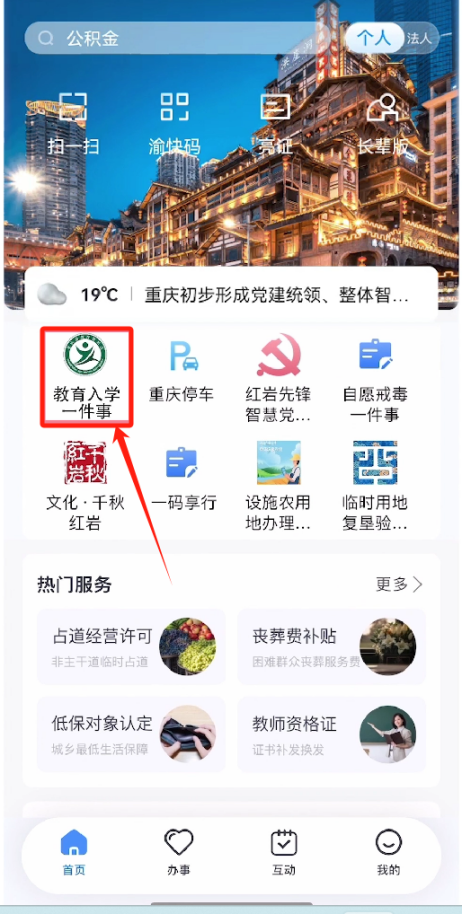 公积金
个人
法人
扫一扫
渝快码
亮证
长辈版
19℃
重庆初步形成党建统领、整体智...
教育入学
一件事
重庆停车
红岩先锋
智慧党...
自愿戒毒
一件事
文化·千秋
红岩
一码享行
设施农用
地办理...
临时用地
复垦验...
热门服务
更多
占道经营许可
非主干道临时占道
丧葬费补贴
困难群众丧葬服务费
低保对象认定
城乡最低生活保障
教师资格证
证书补发换发
首页
办事
互动
我的